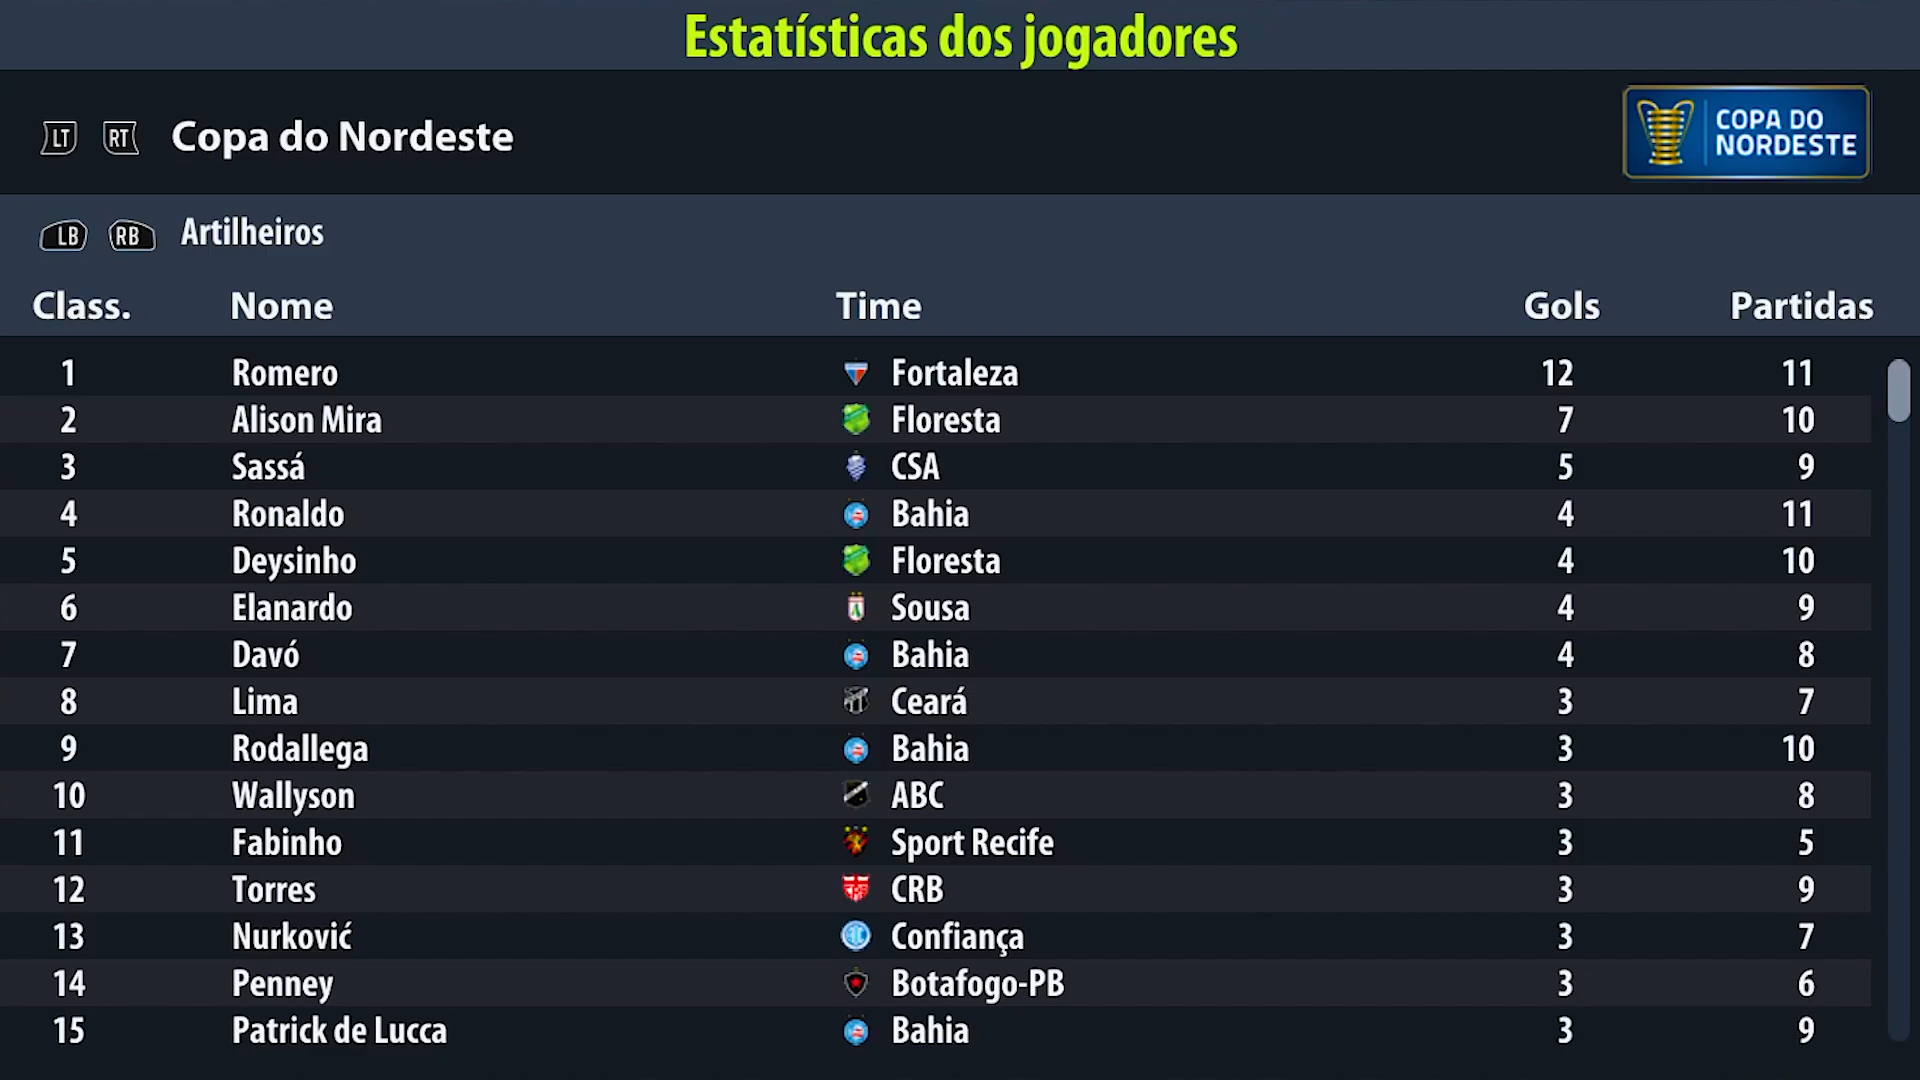 Estatísticas dos jogadores
LT RT Copa do Nordeste
COPA DO
NORDESTE
LB RB Artilheiros
Class. Nome Time Gols Partidas
1 Romero Fortaleza 12 11
2 Alison Mira Floresta 7 10
3 Sassá CSA 5 9
4 Ronaldo Bahia 4 11
5 Deysinho Floresta 4 10
6 Elanardo Sousa 4 9
7 Davó Bahia 4 8
8 Lima Ceará 3 7
9 Rodallega Bahia 3 10
10 Wallyson ABC 3 8
11 Fabinho Sport Recife 3 5
12 Torres CRB 3 9
13 Nurković Confiança 3 7
14 Penney Botafogo-PB 3 6
15 Patrick de Lucca Bahia 3 9